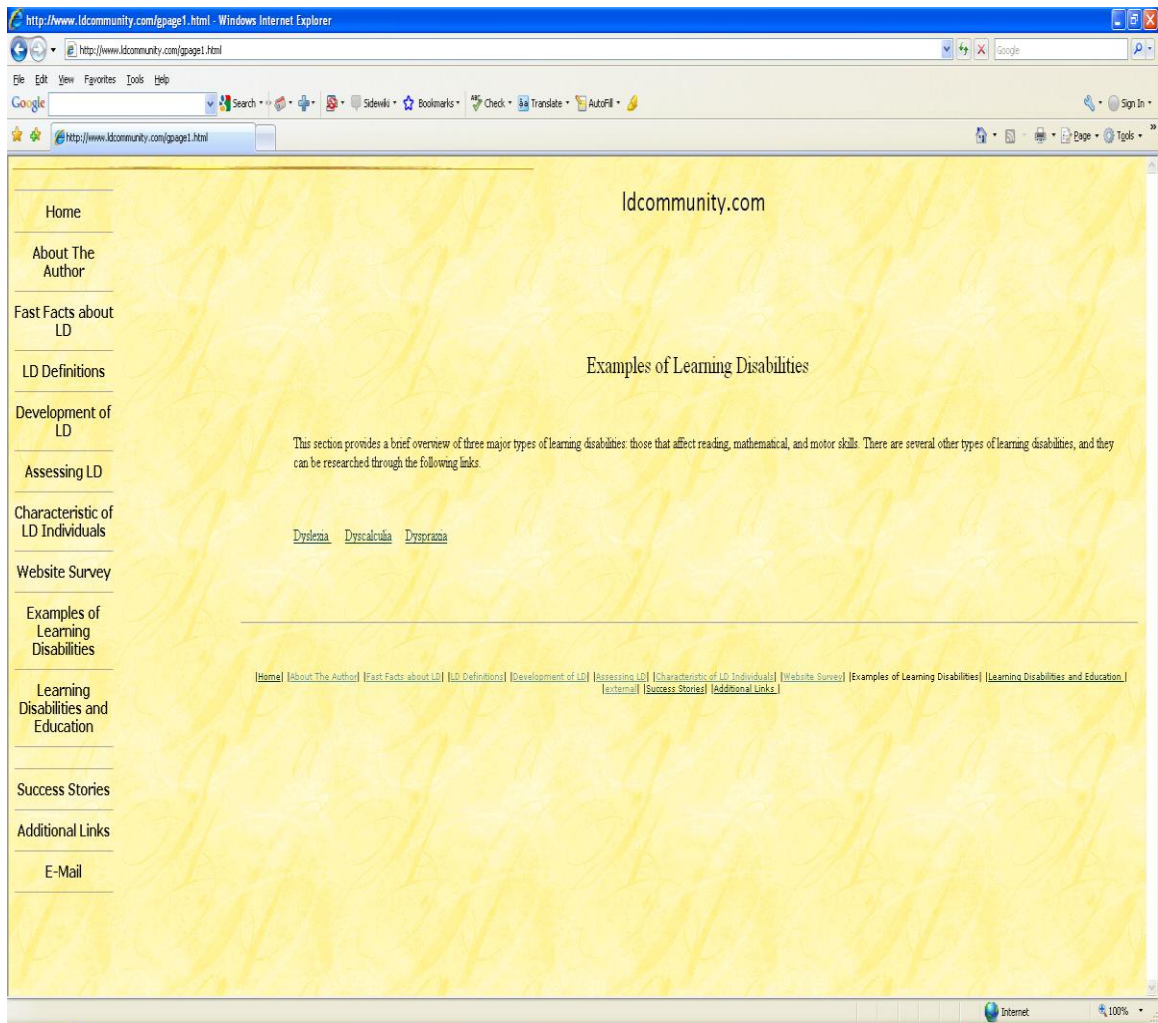 http://www.ldcommunity.com/gpage1.html - Windows Internet Explorer
http://www.ldcommunity.com/gpage1.html
Google
File Edit View Favorites Tools Help
Google
Search
Sidewiki
Bookmarks
Check
Translate
AutoFill
Sign In
http://www.ldcommunity.com/gpage1.html
Page
Tools
ldcommunity.com
Home
About The
Author
Fast Facts about
LD
LD Definitions
Development of
LD
Assessing LD
Characteristic of
LD Individuals
Website Survey
Examples of
Learning
Disabilities
Learning
Disabilities and
Education
Success Stories
Additional Links
E-Mail
Examples of Learning Disabilities
This section provides a brief overview of three major types of learning disabilities: those that affect reading, mathematical, and motor skills. There are several other types of learning disabilities, and they
can be researched through the following links.
Dyslexia Dyscalculia Dyspraxia
|Home| |About The Author| |Fast Facts about LD| |LD Definitions| |Development of LD| |Assessing LD| |Characteristic of LD Individuals| |Website Survey| |Examples of Learning Disabilities| |Learning Disabilities and Education |
|external| |Success Stories| |Additional Links |
Internet
100%